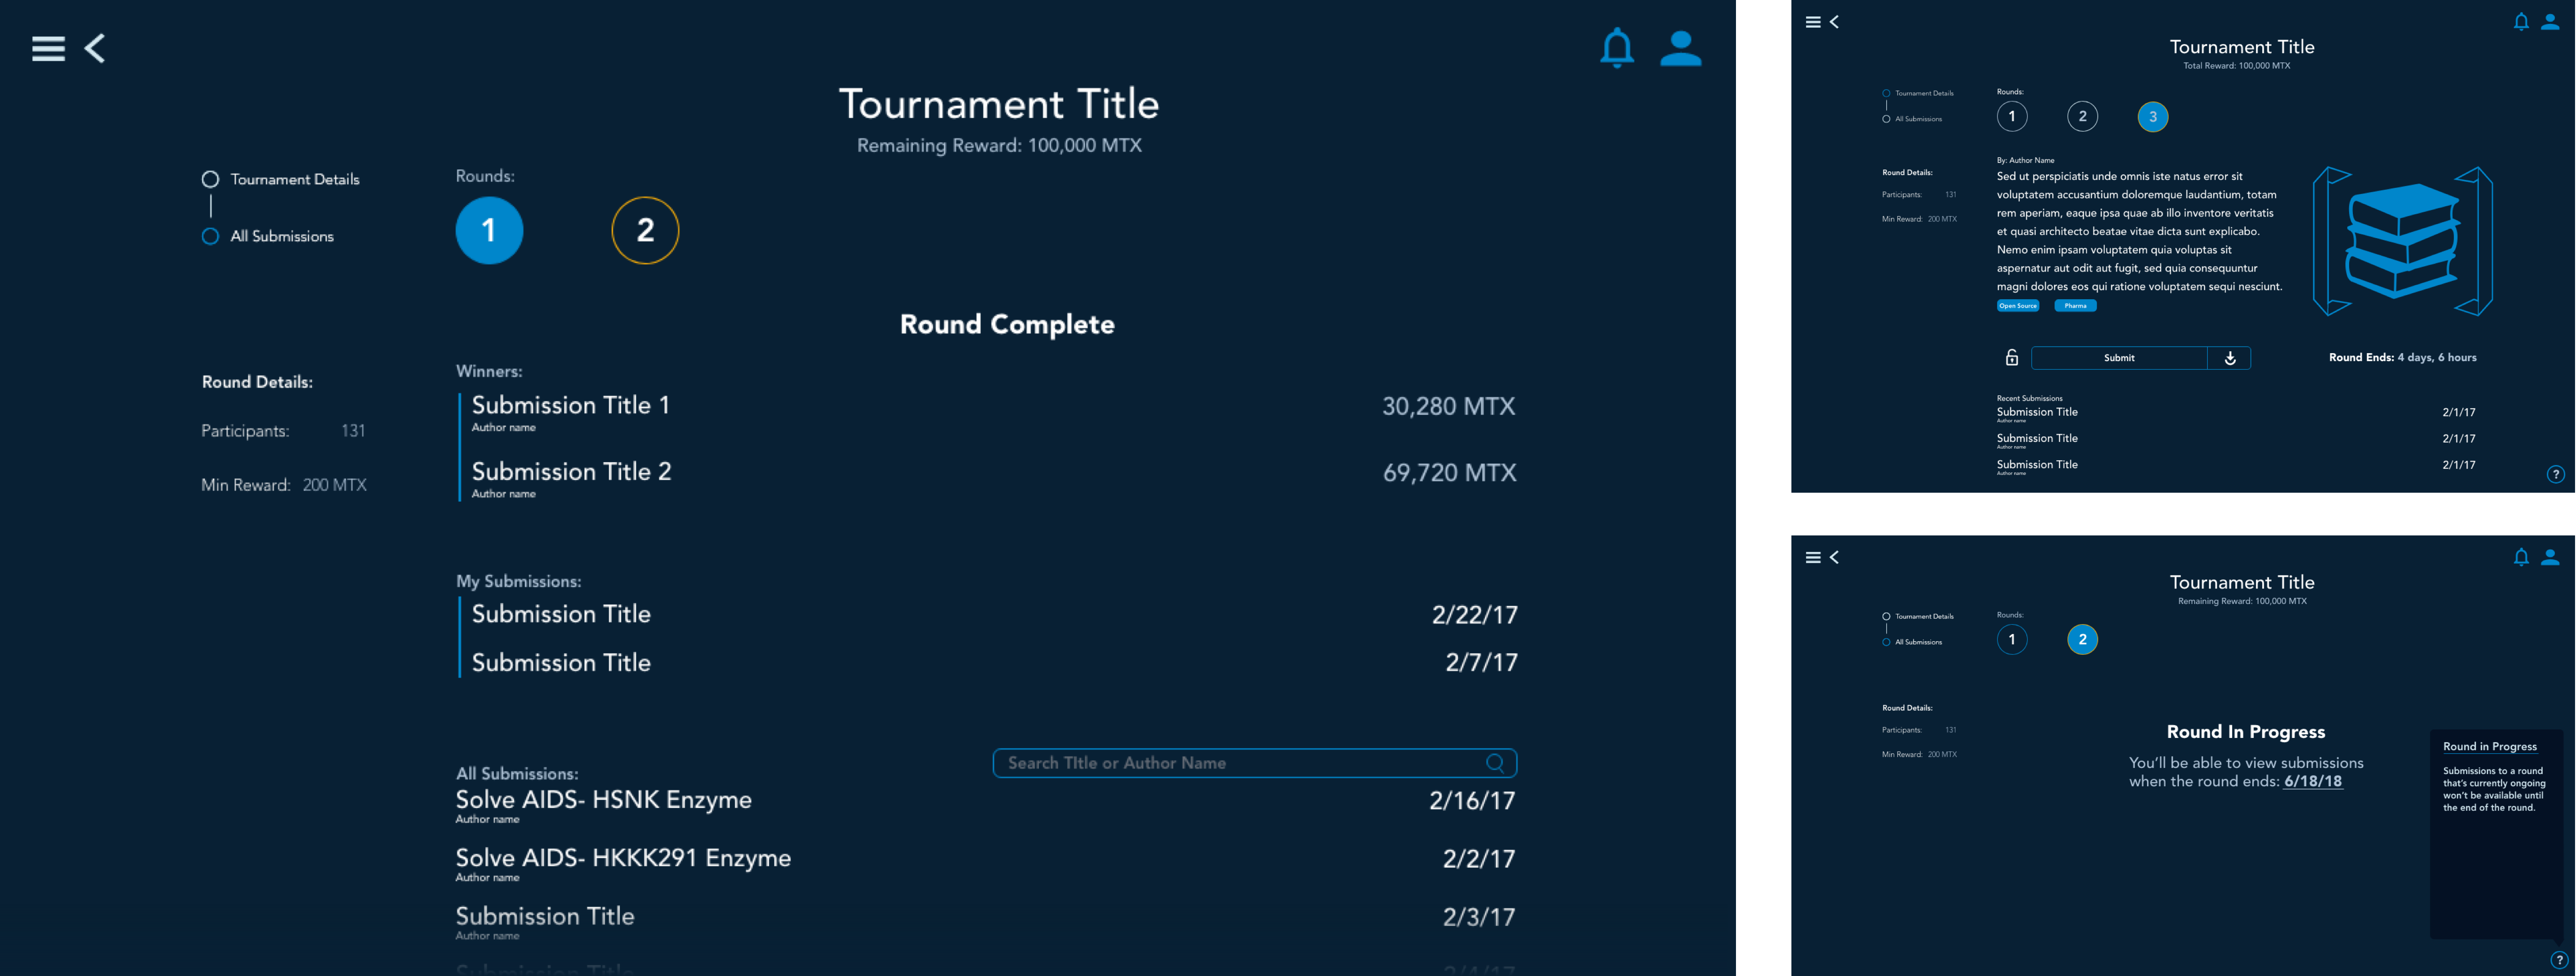 Tournament Title
Remaining Reward: 100,000 MTX
Tournament Details
All Submissions
Rounds:
1 2
Round Complete
Round Details:
Participants: 131
Min Reward: 200 MTX
Winners:
Submission Title 1 30,280 MTX
Author name
Submission Title 2 69,720 MTX
Author name
My Submissions:
Submission Title 2/22/17
Submission Title 2/7/17
Search TItle or Author Name
All Submissions:
Solve AIDS- HSNK Enzyme 2/16/17
Author name
Solve AIDS- HKKK291 Enzyme 2/2/17
Author name
Submission Title 2/3/17
Author name
Submission Title 2/4/17
Tournament Title
Total Reward: 100,000 MTX
Tournament Details
All Submissions
Rounds:
1 2 3
Round Details:
Participants: 131
Min Reward: 200 MTX
By: Author Name
Sed ut perspiciatis unde omnis iste natus error sit
voluptatem accusantium doloremque laudantium, totam
rem aperiam, eaque ipsa quae ab illo inventore veritatis
et quasi architecto beatae vitae dicta sunt explicabo.
Nemo enim ipsam voluptatem quia voluptas sit
aspernatur aut odit aut fugit, sed quia consequuntur
magni dolores eos qui ratione voluptatem sequi nesciunt.
Open Source Pharma
Submit
Round Ends: 4 days, 6 hours
Recent Submissions
Submission Title 2/1/17
Author name
Submission Title 2/1/17
Author name
Submission Title 2/1/17
Author name
?
Tournament Title
Remaining Reward: 100,000 MTX
Tournament Details
All Submissions
Rounds:
1 2
Round Details:
Participants: 131
Min Reward: 200 MTX
Round In Progress
You'll be able to view submissions
when the round ends: 6/18/18
Round in Progress
Submissions to a round
that's currently ongoing
won't be available until
the end of the round.
?